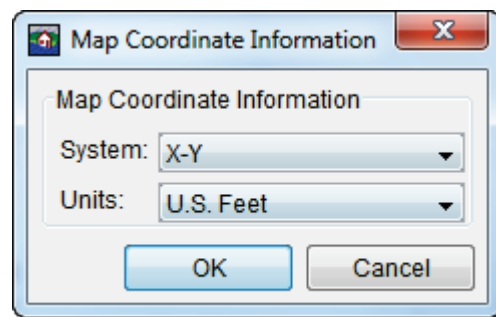 Map Coordinate Information
Map Coordinate Information
System: X-Y
Units: U.S. Feet
OK Cancel